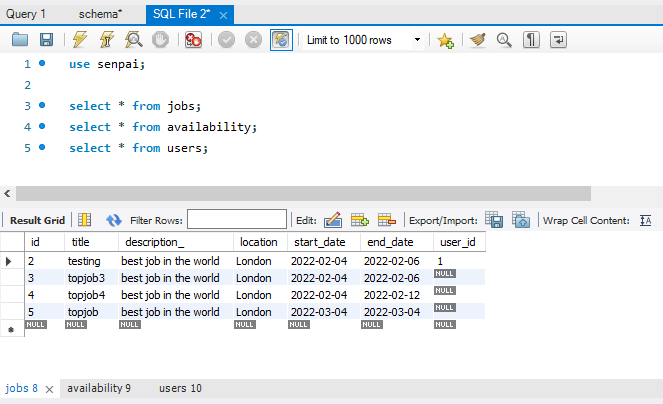 Query 1 schema* SQL File 2*
Limit to 1000 rows
1 use senpai;
2
3 select * from jobs;
4 select * from availability;
5 select * from users;
Result Grid Filter Rows: Edit: Export/Import: Wrap Cell Content:
id title description_ location start_date end_date user_id
2 testing best job in the world London 2022-02-04 2022-02-06 1
3 topjob3 best job in the world London 2022-02-04 2022-02-06 NULL
4 topjob4 best job in the world London 2022-02-04 2022-02-12 NULL
5 topjob best job in the world London 2022-03-04 2022-03-04 NULL
NULL NULL NULL NULL NULL NULL NULL
jobs 8 availability 9 users 10